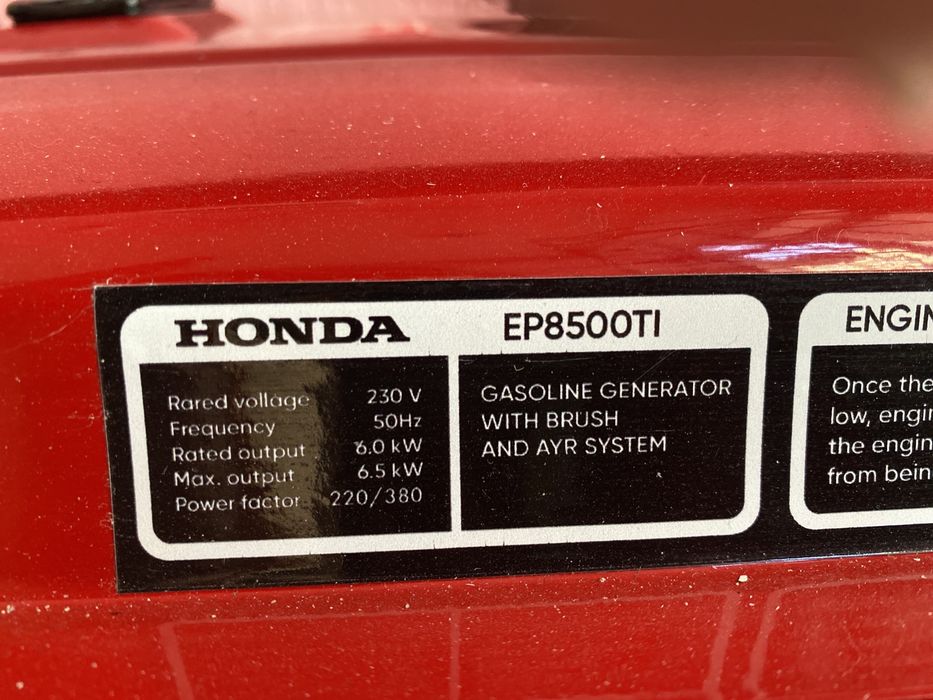 HONDA EP8500TI
Rared vollage 230 V
Frequency 50Hz
Rated output 6.0 kW
Max. output 6.5 kW
Power factor 220/380
GASOLINE GENERATOR
WITH BRUSH
AND AYR SYSTEM
ENGIN
Once the
low, engin
the engin
from bein